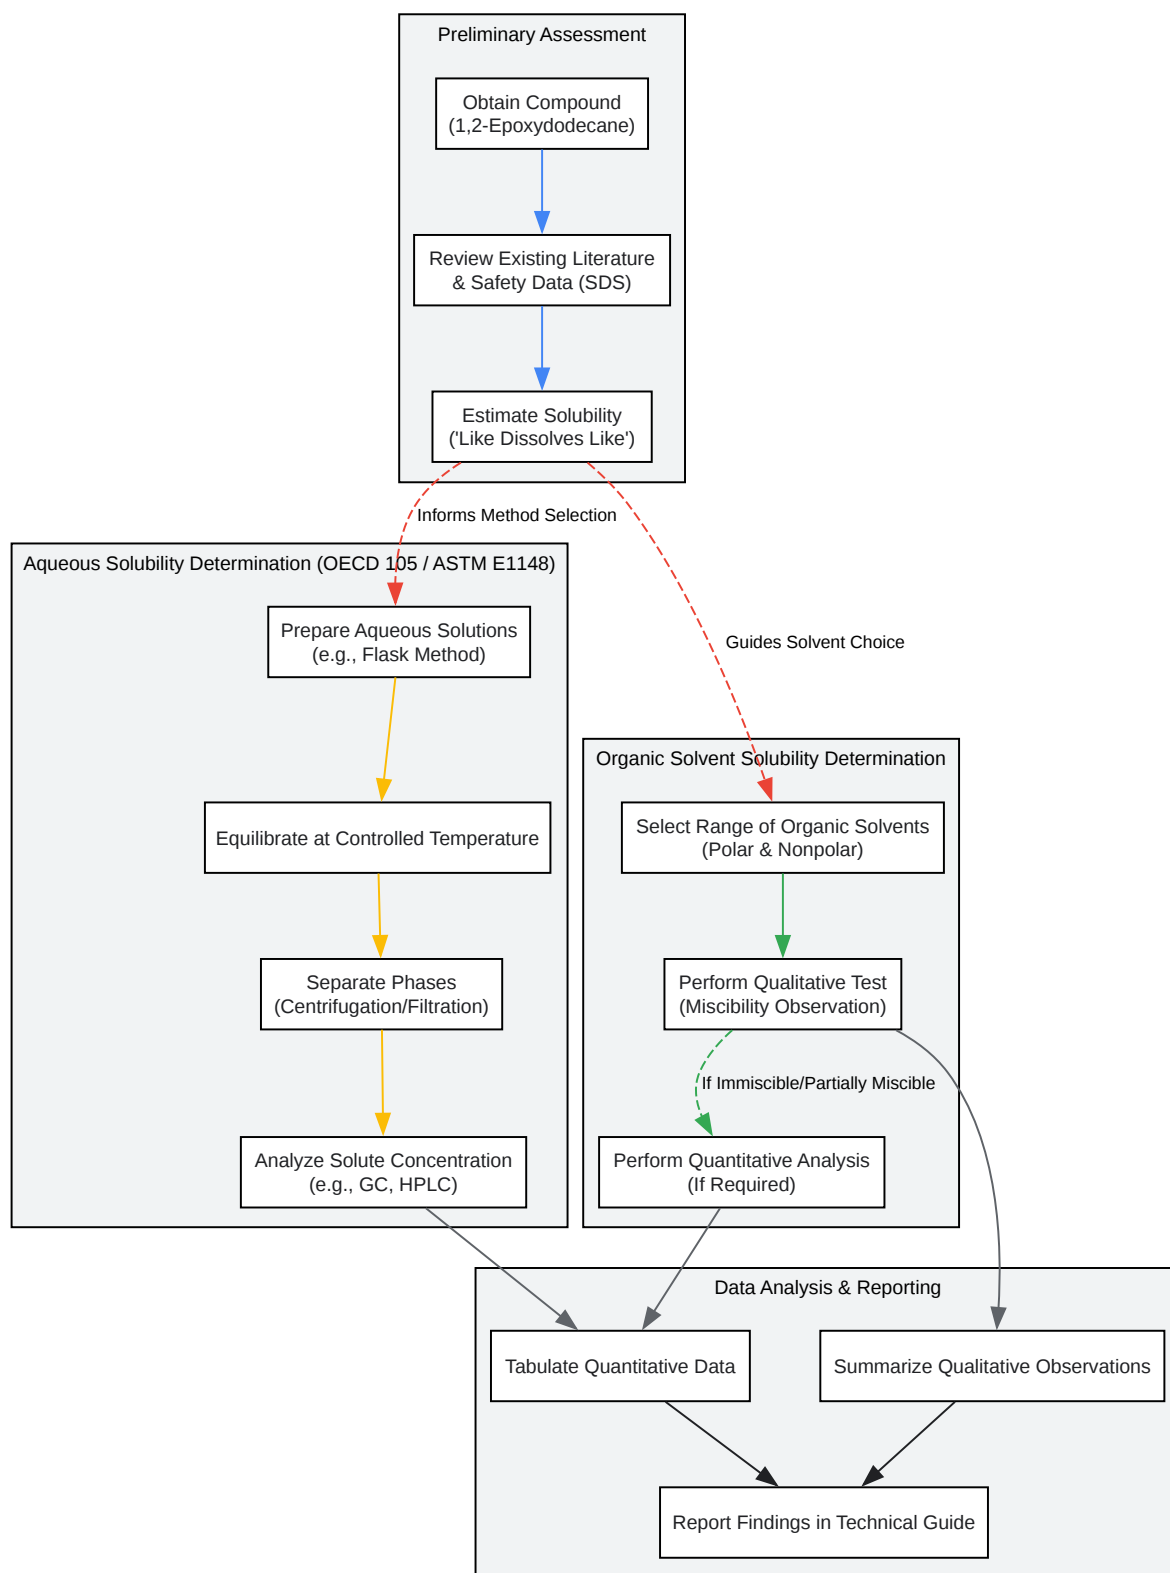 Preliminary Assessment
Obtain Compound
(1,2-Epoxydodecane)
Review Existing Literature
& Safety Data (SDS)
Estimate Solubility
('Like Dissolves Like')
Informs Method Selection
Aqueous Solubility Determination (OECD 105 / ASTM E1148)
Prepare Aqueous Solutions
(e.g., Flask Method)
Equilibrate at Controlled Temperature
Separate Phases
(Centrifugation/Filtration)
Analyze Solute Concentration
(e.g., GC, HPLC)
Guides Solvent Choice
Organic Solvent Solubility Determination
Select Range of Organic Solvents
(Polar & Nonpolar)
Perform Qualitative Test
(Miscibility Observation)
If Immiscible/Partially Miscible
Perform Quantitative Analysis
(If Required)
Data Analysis & Reporting
Tabulate Quantitative Data
Summarize Qualitative Observations
Report Findings in Technical Guide